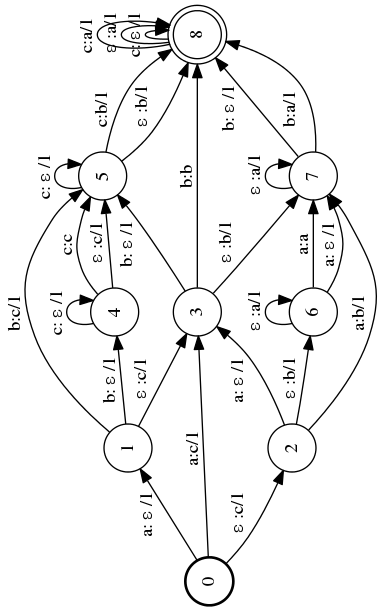 0
a: ε /1
a:c/1
ε :c/1
1
2
b:c/1
b: ε /1
ε :c/1
a: ε /1
ε :b/1
a:b/1
c: ε /1
4
3
ε :a/1
6
c:c
ε :c/1
b: ε /1
b:b
ε :b/1
a:a
a: ε /1
c: ε /1
5
ε :a/1
7
c:b/1
ε :b/1
b: ε /1
b:a/1
c:a/1
ε :a/1
c: ε /1
8